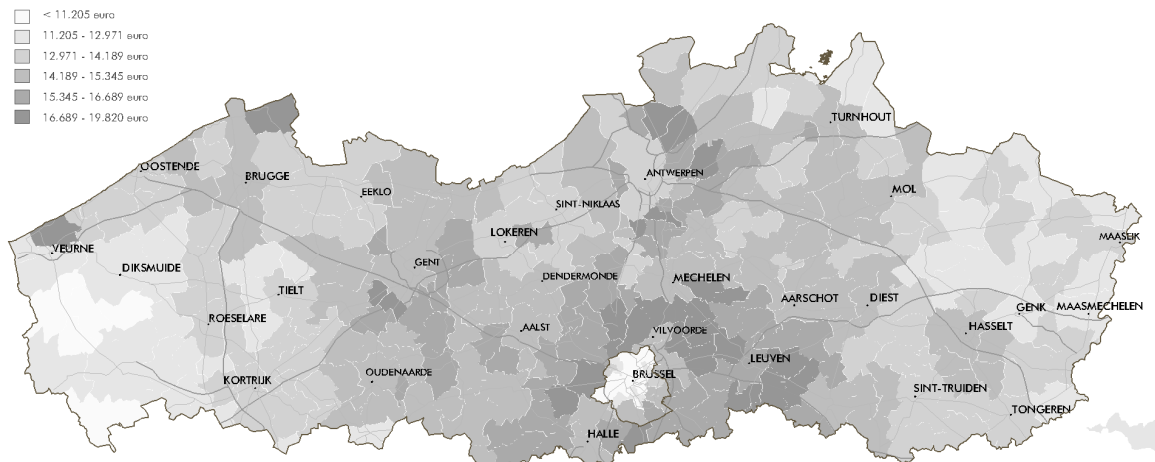 < 11.205 euro
11.205 - 12.971 euro
12.971 - 14.189 euro
14.189 - 15.345 euro
15.345 - 16.689 euro
16.689 - 19.820 euro
TURNHOUT
OOSTENDE
BRUGGE
ANTWERPEN
EEKLO
MOL
SINT-NIKLAAS
LOKEREN
MAASEIK
VEURNE
GENT
DIKSMUIDE
DENDERMONDE
MECHELEN
TIELT
AARSCHOT
DIEST
GENK
MAASMECHELEN
ROESELARE
AALST
VILVOORDE
HASSELT
LEUVEN
OUDENAARDE
BRUSSEL
KORTRIJK
SINT-TRUIDEN
TONGEREN
HALLE